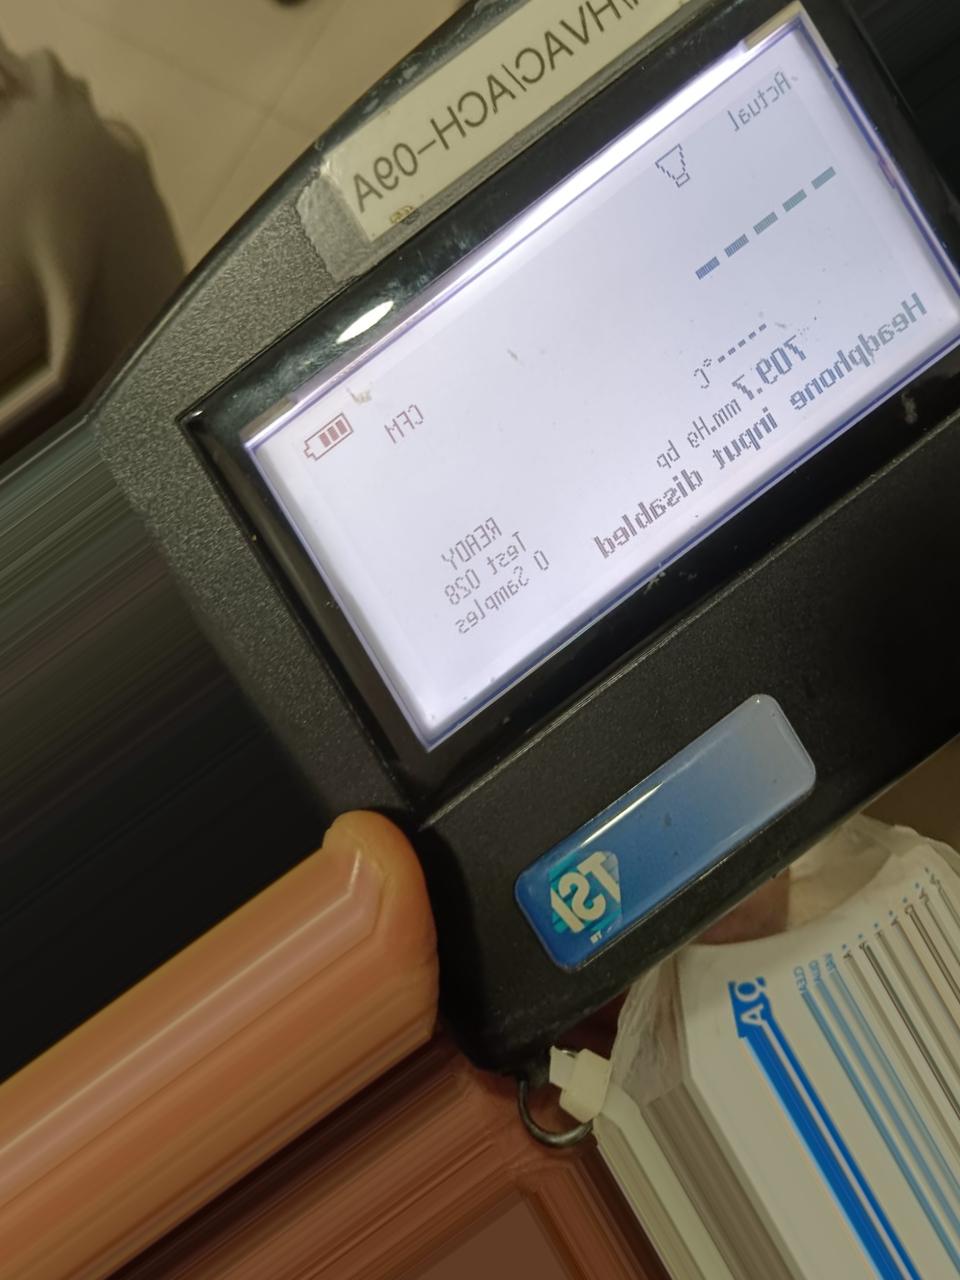 /HVAC/ACH-09A
Actual
-----
CFM
-----°C
READY
709.7 mm.Hg bp
Test 028
0 Samples
Headphone input disabled
TSI